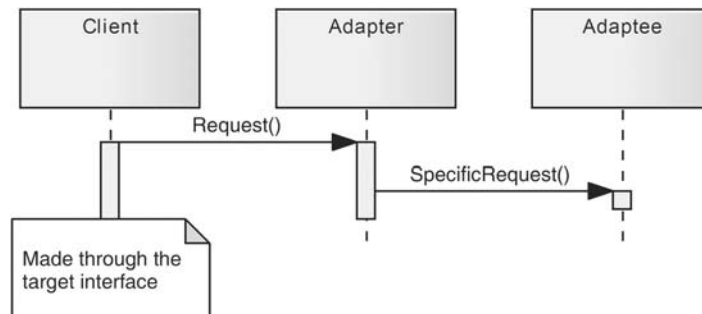 Client
Adapter
Adaptee
Request()
SpecificRequest()
Made through the
target interface